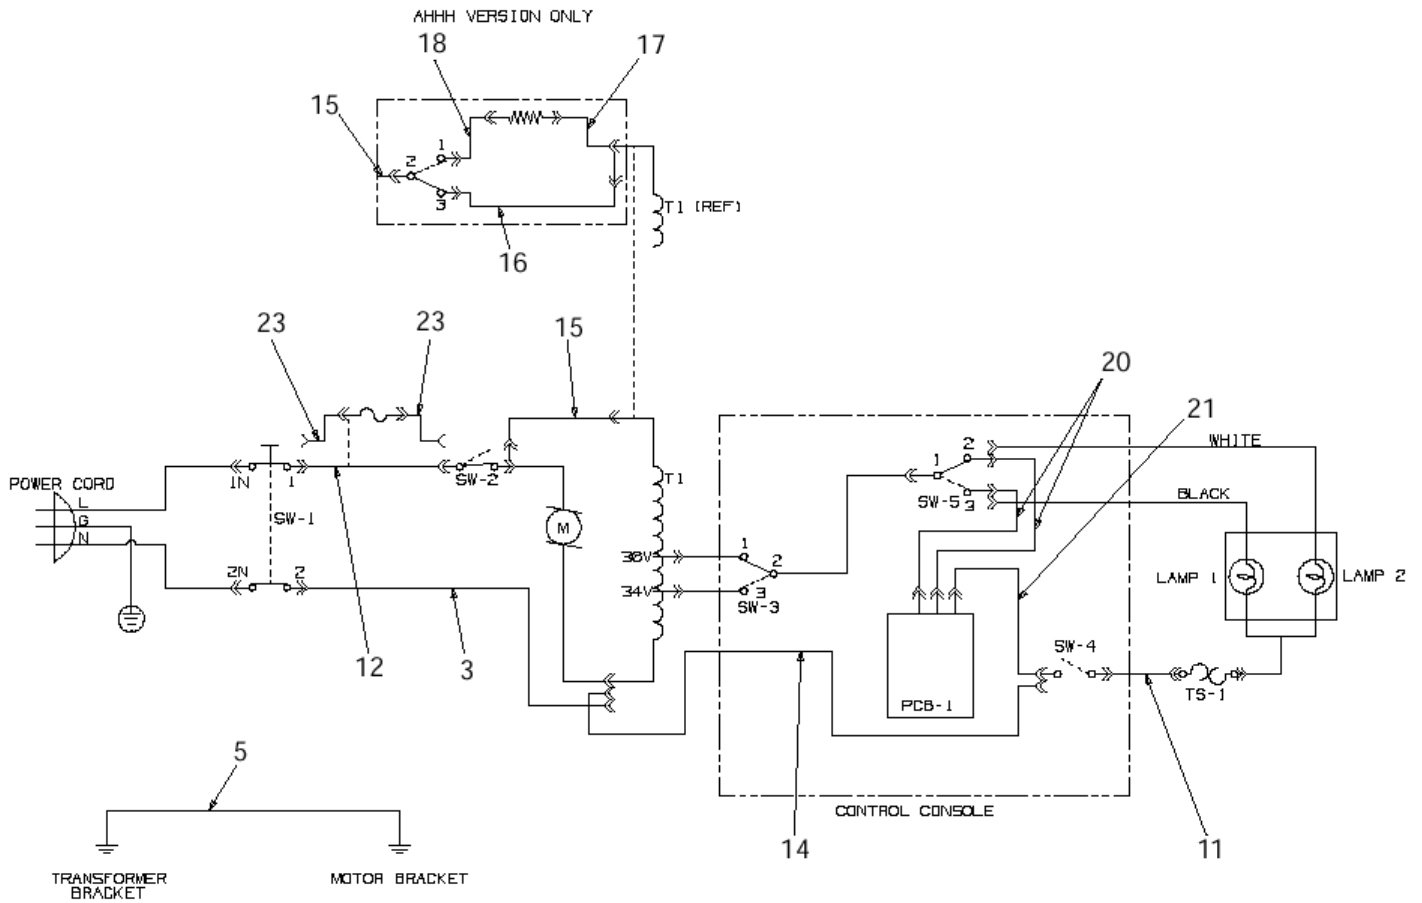 AHHH VERSION ONLY
18
17
15
1
2
3
T1 (REF)
16
23
23
15
20
21
2
WHITE
1
1N
1
SW-2
T1
SW-5
3
BLACK
POWER CORD
L
G
N
SW-1
M
38V
1
2
2N
2
34V
3
SW-3
LAMP 1
LAMP 2
12
3
SW-4
PCB-1
TS-1
5
CONTROL CONSOLE
14
11
TRANSFORMER
BRACKET
MOTOR BRACKET